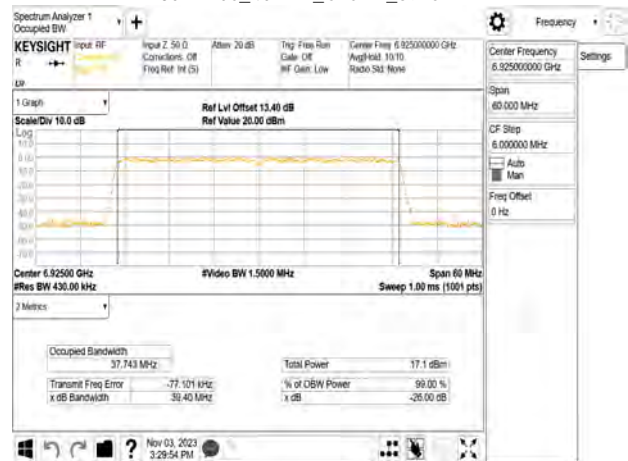 Spectrum Analyzer 1
Occupied BW
Frequency
KEYSIGHT Input: RF
Input Z: 50 Ω
Corrections: Off
Freq Ref: Int (S)
Atten: 20 dB
Trig: Free Run
Gate: Off
#IF Gain: Low
Center Freq: 6.925000000 GHz
Avg|Hold: 10/10
Radio Std: None
Center Frequency
6.925000000 GHz
Settings
Span
60.000 MHz
CF Step
6.000000 MHz
Auto
Man
Freq Offset
0 Hz
1 Graph
Scale/Div 10.0 dB
Ref Lvl Offset 13.40 dB
Ref Value 20.00 dBm
Log
10.0
0.00
Center 6.92500 GHz
#Res BW 430.00 kHz
#Video BW 1.5000 MHz
Span 60 MHz
Sweep 1.00 ms (1001 pts)
2 Metrics
Occupied Bandwidth
37.743 MHz
Total Power 17.1 dBm
Transmit Freq Error -77.101 kHz
% of OBW Power 99.00 %
x dB Bandwidth 39.40 MHz
x dB -26.00 dB
?
Nov 03, 2023
3:29:54 PM